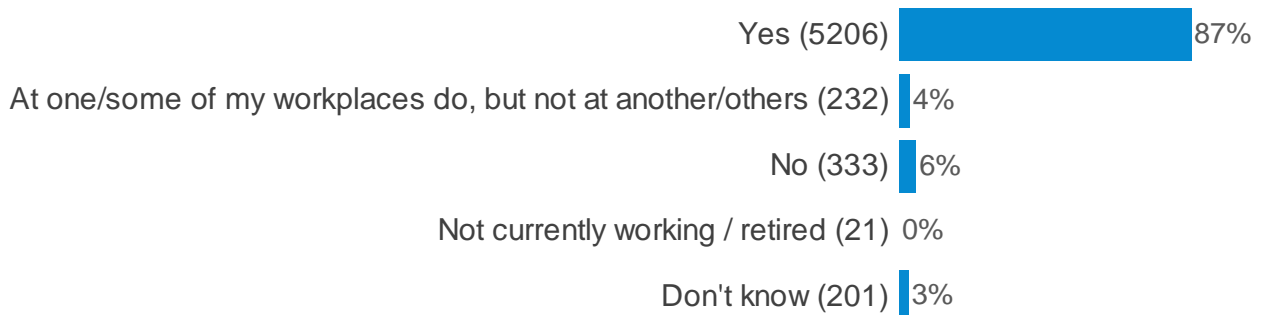 Yes (5206) 87%
At one/some of my workplaces do, but not at another/others (232) 4%
No (333) 6%
Not currently working / retired (21) 0%
Don't know (201) 3%